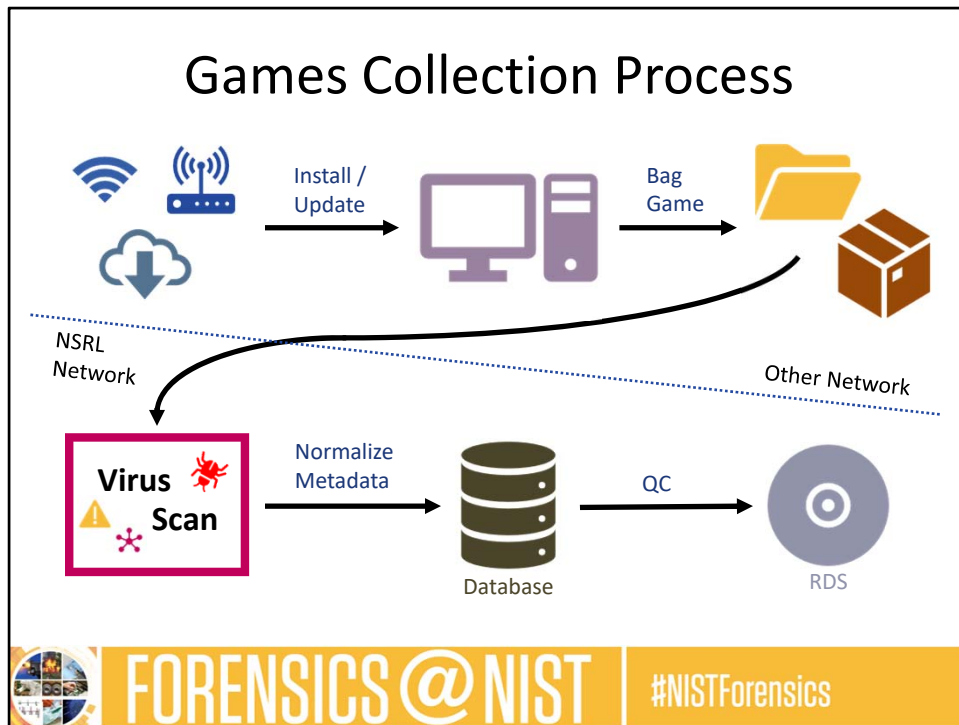 Games Collection Process
Install /
Update
Bag
Game
NSRL
Network
Other Network
Virus
Scan
Normalize
Metadata
Database
QC
RDS
FORENSICS@NIST
#NISTForensics